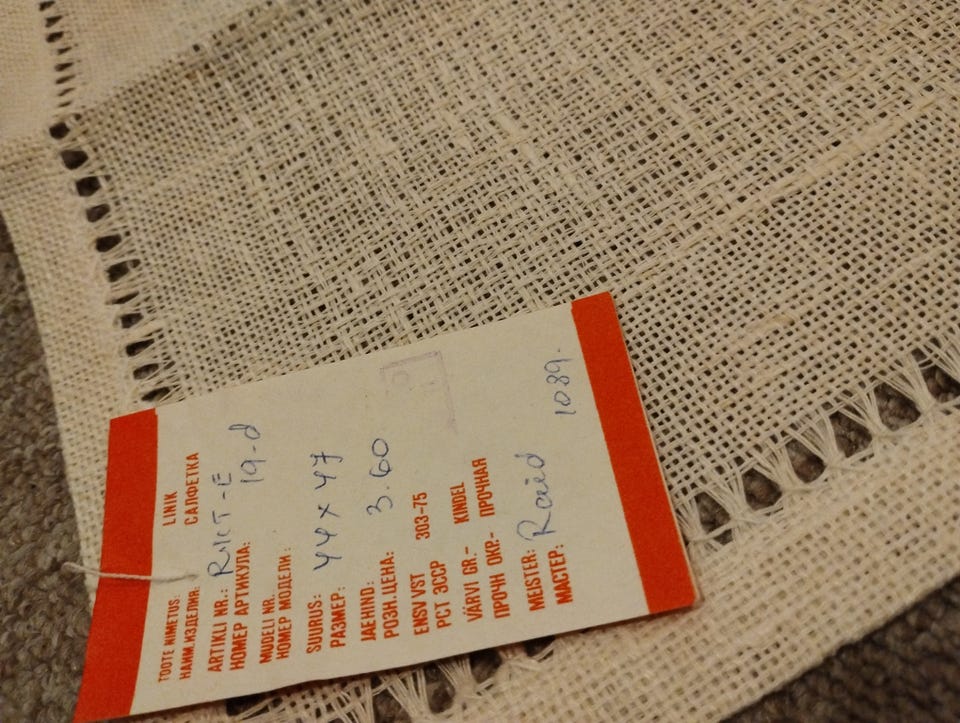 TOOTE NIMETUS: LINIK
НАИМ.ИЗДЕЛИЯ: САЛФЕТКА
ARTIKLI NR.: RIKT-E
НОМЕР АРТИКУЛА: 19-d
MUDELI NR.
НОМЕР МОДЕЛИ:
SUURUS: 44 x 47
РАЗМЕР:
JAEHIND: 3.60
РОЗН.ЦЕНА:
ENSV VST 303-75
РСТ ЭССР
VÄRVI GR.- KINDEL
ПРОЧН ОКР.- ПРОЧНАЯ
MEISTER: 1089.
МАСТЕР: